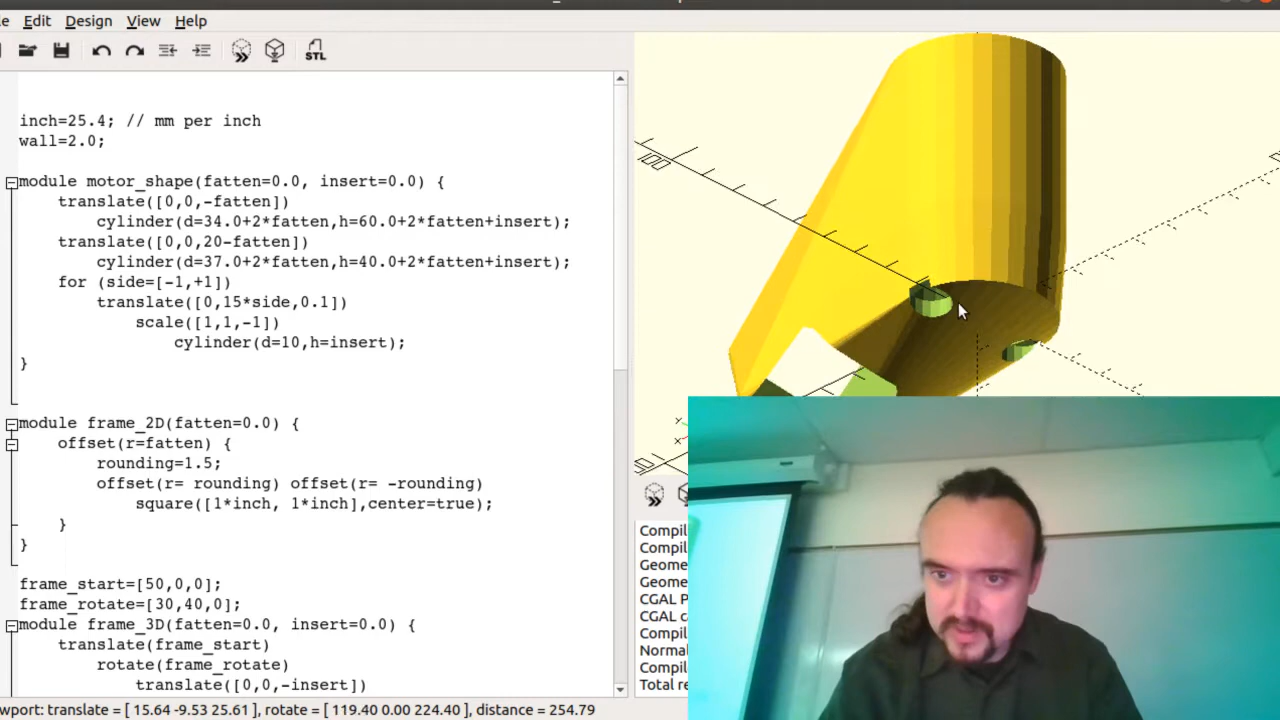 Edit Design View Help
STL
inch=25.4; // mm per inch
wall=2.0;
module motor_shape(fatten=0.0, insert=0.0) {
translate([0,0,-fatten])
cylinder(d=34.0+2*fatten,h=60.0+2*fatten+insert);
translate([0,0,20-fatten])
cylinder(d=37.0+2*fatten,h=40.0+2*fatten+insert);
for (side=[-1,+1])
translate([0,15*side,0.1])
scale([1,1,-1])
cylinder(d=10,h=insert);
}
module frame_2D(fatten=0.0) {
offset(r=fatten) {
rounding=1.5;
offset(r= rounding) offset(r= -rounding)
square([1*inch, 1*inch],center=true);
}
}
frame_start=[50,0,0];
frame_rotate=[30,40,0];
module frame_3D(fatten=0.0, insert=0.0) {
translate(frame_start)
rotate(frame_rotate)
translate([0,0,-insert])
100
Compil
Compil
Geome
Geome
CGAL P
CGAL c
Compil
Norma
Compil
Total re
wport: translate = [ 15.64 -9.53 25.61 ], rotate = [ 119.40 0.00 224.40 ], distance = 254.79